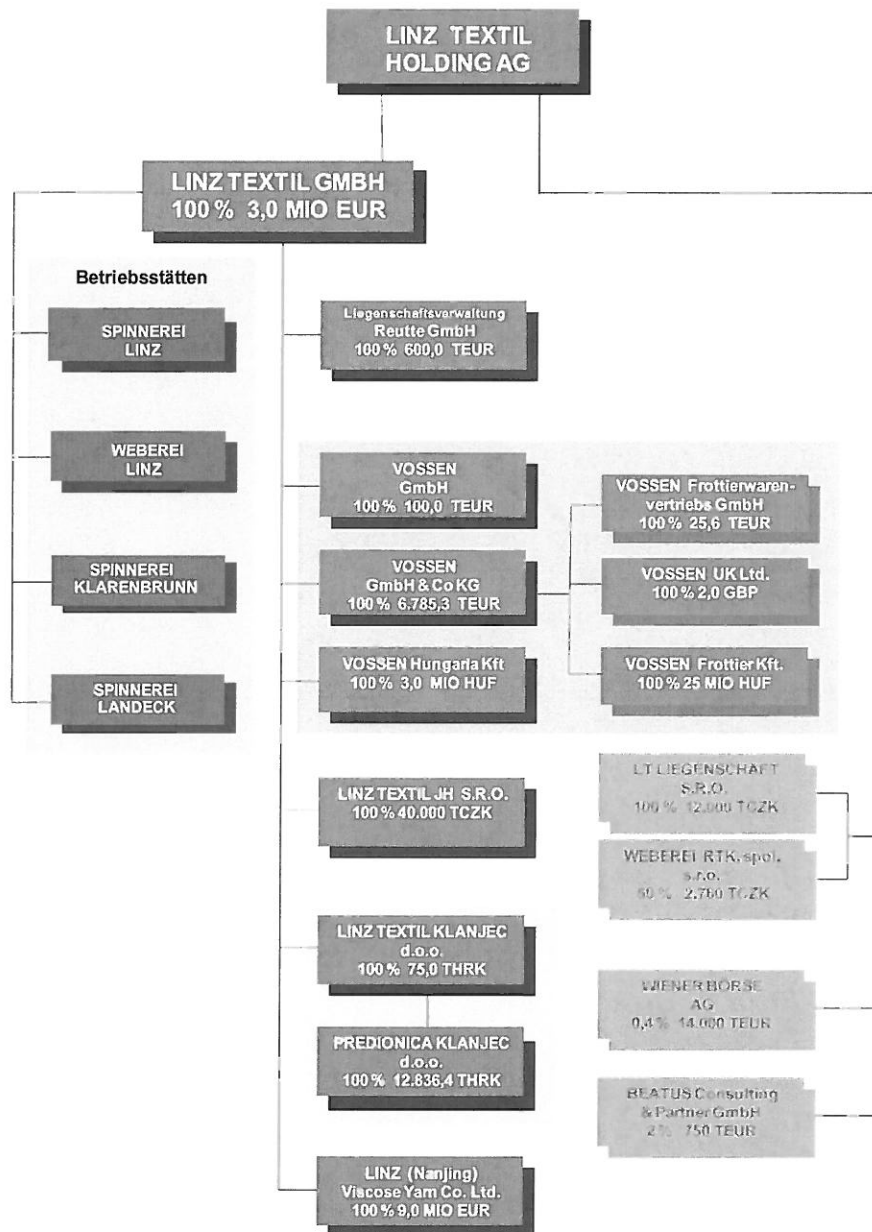 LINZ TEXTIL
HOLDING AG
LINZ TEXTIL GMBH
100 % 3,0 MIO EUR
Betriebsstätten
SPINNEREI
LINZ
WEBEREI
LINZ
SPINNEREI
KLARENBRUNN
SPINNEREI
LANDECK
Liegenschaftsverwaltung
Reutte GmbH
100 % 600,0 TEUR
VOSSEN
GmbH
100 % 100,0 TEUR
VOSSEN
GmbH & Co KG
100 % 6.785,3 TEUR
VOSSEN Hungaria Kft
100 % 3,0 MIO HUF
VOSSEN Frottierwaren-
vertriebs GmbH
100 % 25,6 TEUR
VOSSEN UK Ltd.
100 % 2,0 GBP
VOSSEN Frottier Kft.
100 % 25 MIO HUF
LINZ TEXTIL JH S.R.O.
100 % 40.000 TCZK
LT LIEGENSCHAFT
S.R.O.
100 % 12.000 TCZK
WEBEREI RTK, spol.
s.r.o.
% TCZK
LINZ TEXTIL KLANJEC
d.o.o.
100 % 75,0 THRK
PREDIONICA KLANJEC
d.o.o.
100 % 12.836,4 THRK
WIENER BÖRSE
AG
0,4 % 14.000 TEUR
BEATUS Consulting
& Partner GmbH
2 % 750 TEUR
LINZ (Nanjing)
Viscose Yarn Co. Ltd.
100 % 9,0 MIO EUR